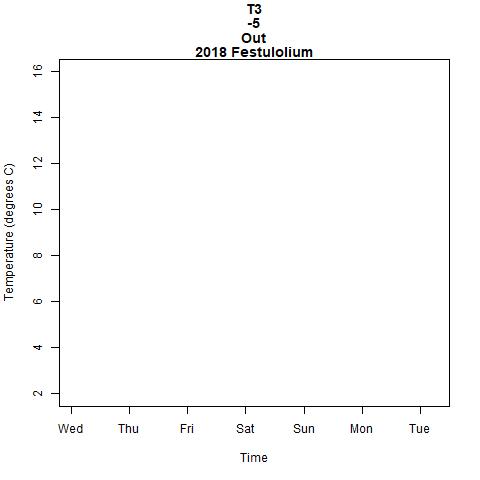 T3
-5
Out
2018 Festulolium
16
14
12
10
8
6
4
2
Temperature (degrees C)
Wed Thu Fri Sat Sun Mon Tue
Time